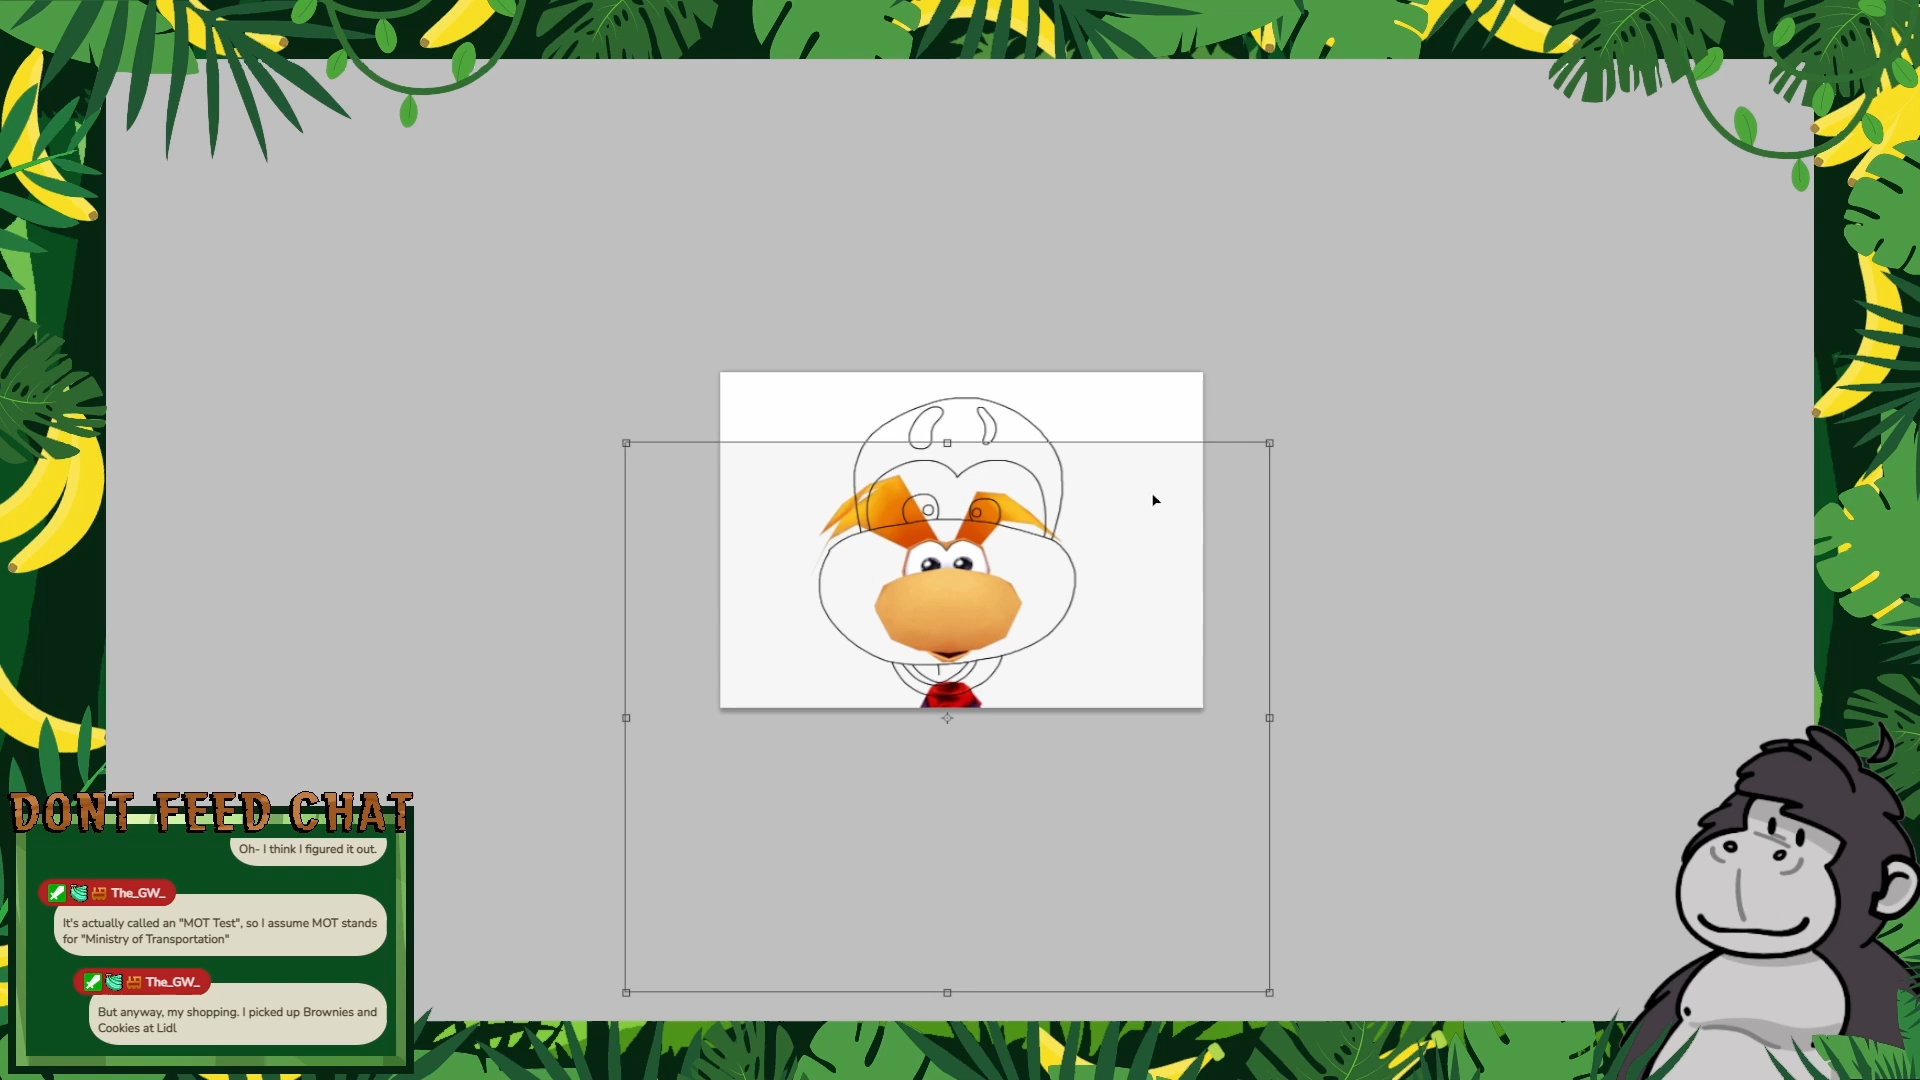 DONT FEED CHAT
Oh- I think I figured it out.
The_GW_
It's actually called an "MOT Test", so I assume MOT stands
for "Ministry of Transportation"
The_GW_
But anyway, my shopping. I picked up Brownies and
Cookies at Lidl